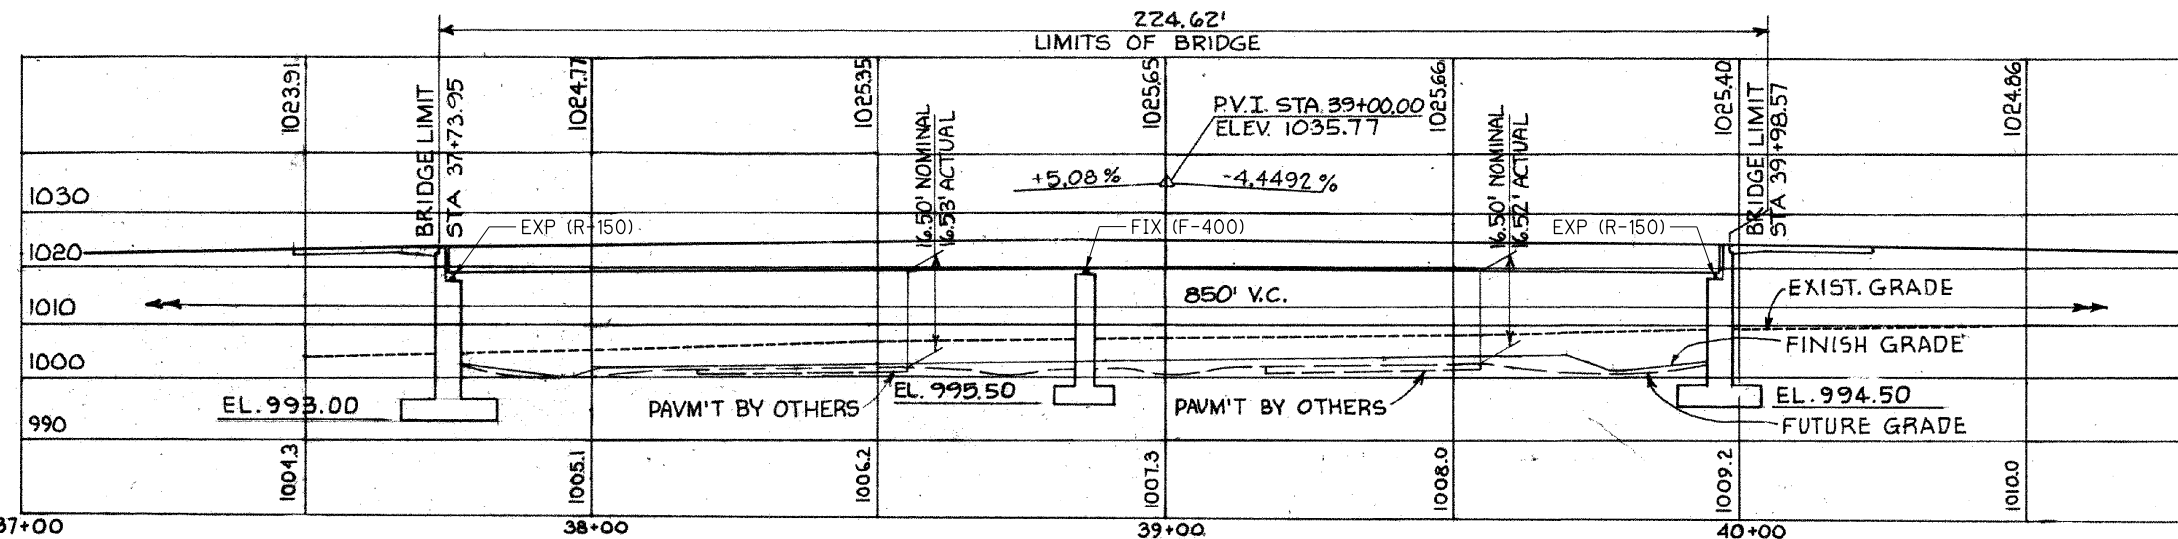 224.62'
LIMITS OF BRIDGE
1023.91
BRIDGE LIMIT
STA 37+73.95
1024.77
1025.35
16.50' NOMINAL
16.53' ACTUAL
1025.65
P.V.I. STA. 39+00.00
ELEV. 1035.77
1025.66
16.50' NOMINAL
16.52' ACTUAL
1025.40
BRIDGE LIMIT
STA 39+98.57
1024.86
+5.08%
-4.4492%
1030
EXP (R-150)
FIX (F-400)
EXP (R-150)
1020
850' V.C.
EXIST. GRADE
1010
FINISH GRADE
1000
EL. 993.00
PAVM'T BY OTHERS
EL. 995.50
PAVM'T BY OTHERS
EL. 994.50
990
FUTURE GRADE
1004.3
1005.1
1006.2
1007.3
1008.0
1009.2
1010.0
37+00
38+00
39+00
40+00